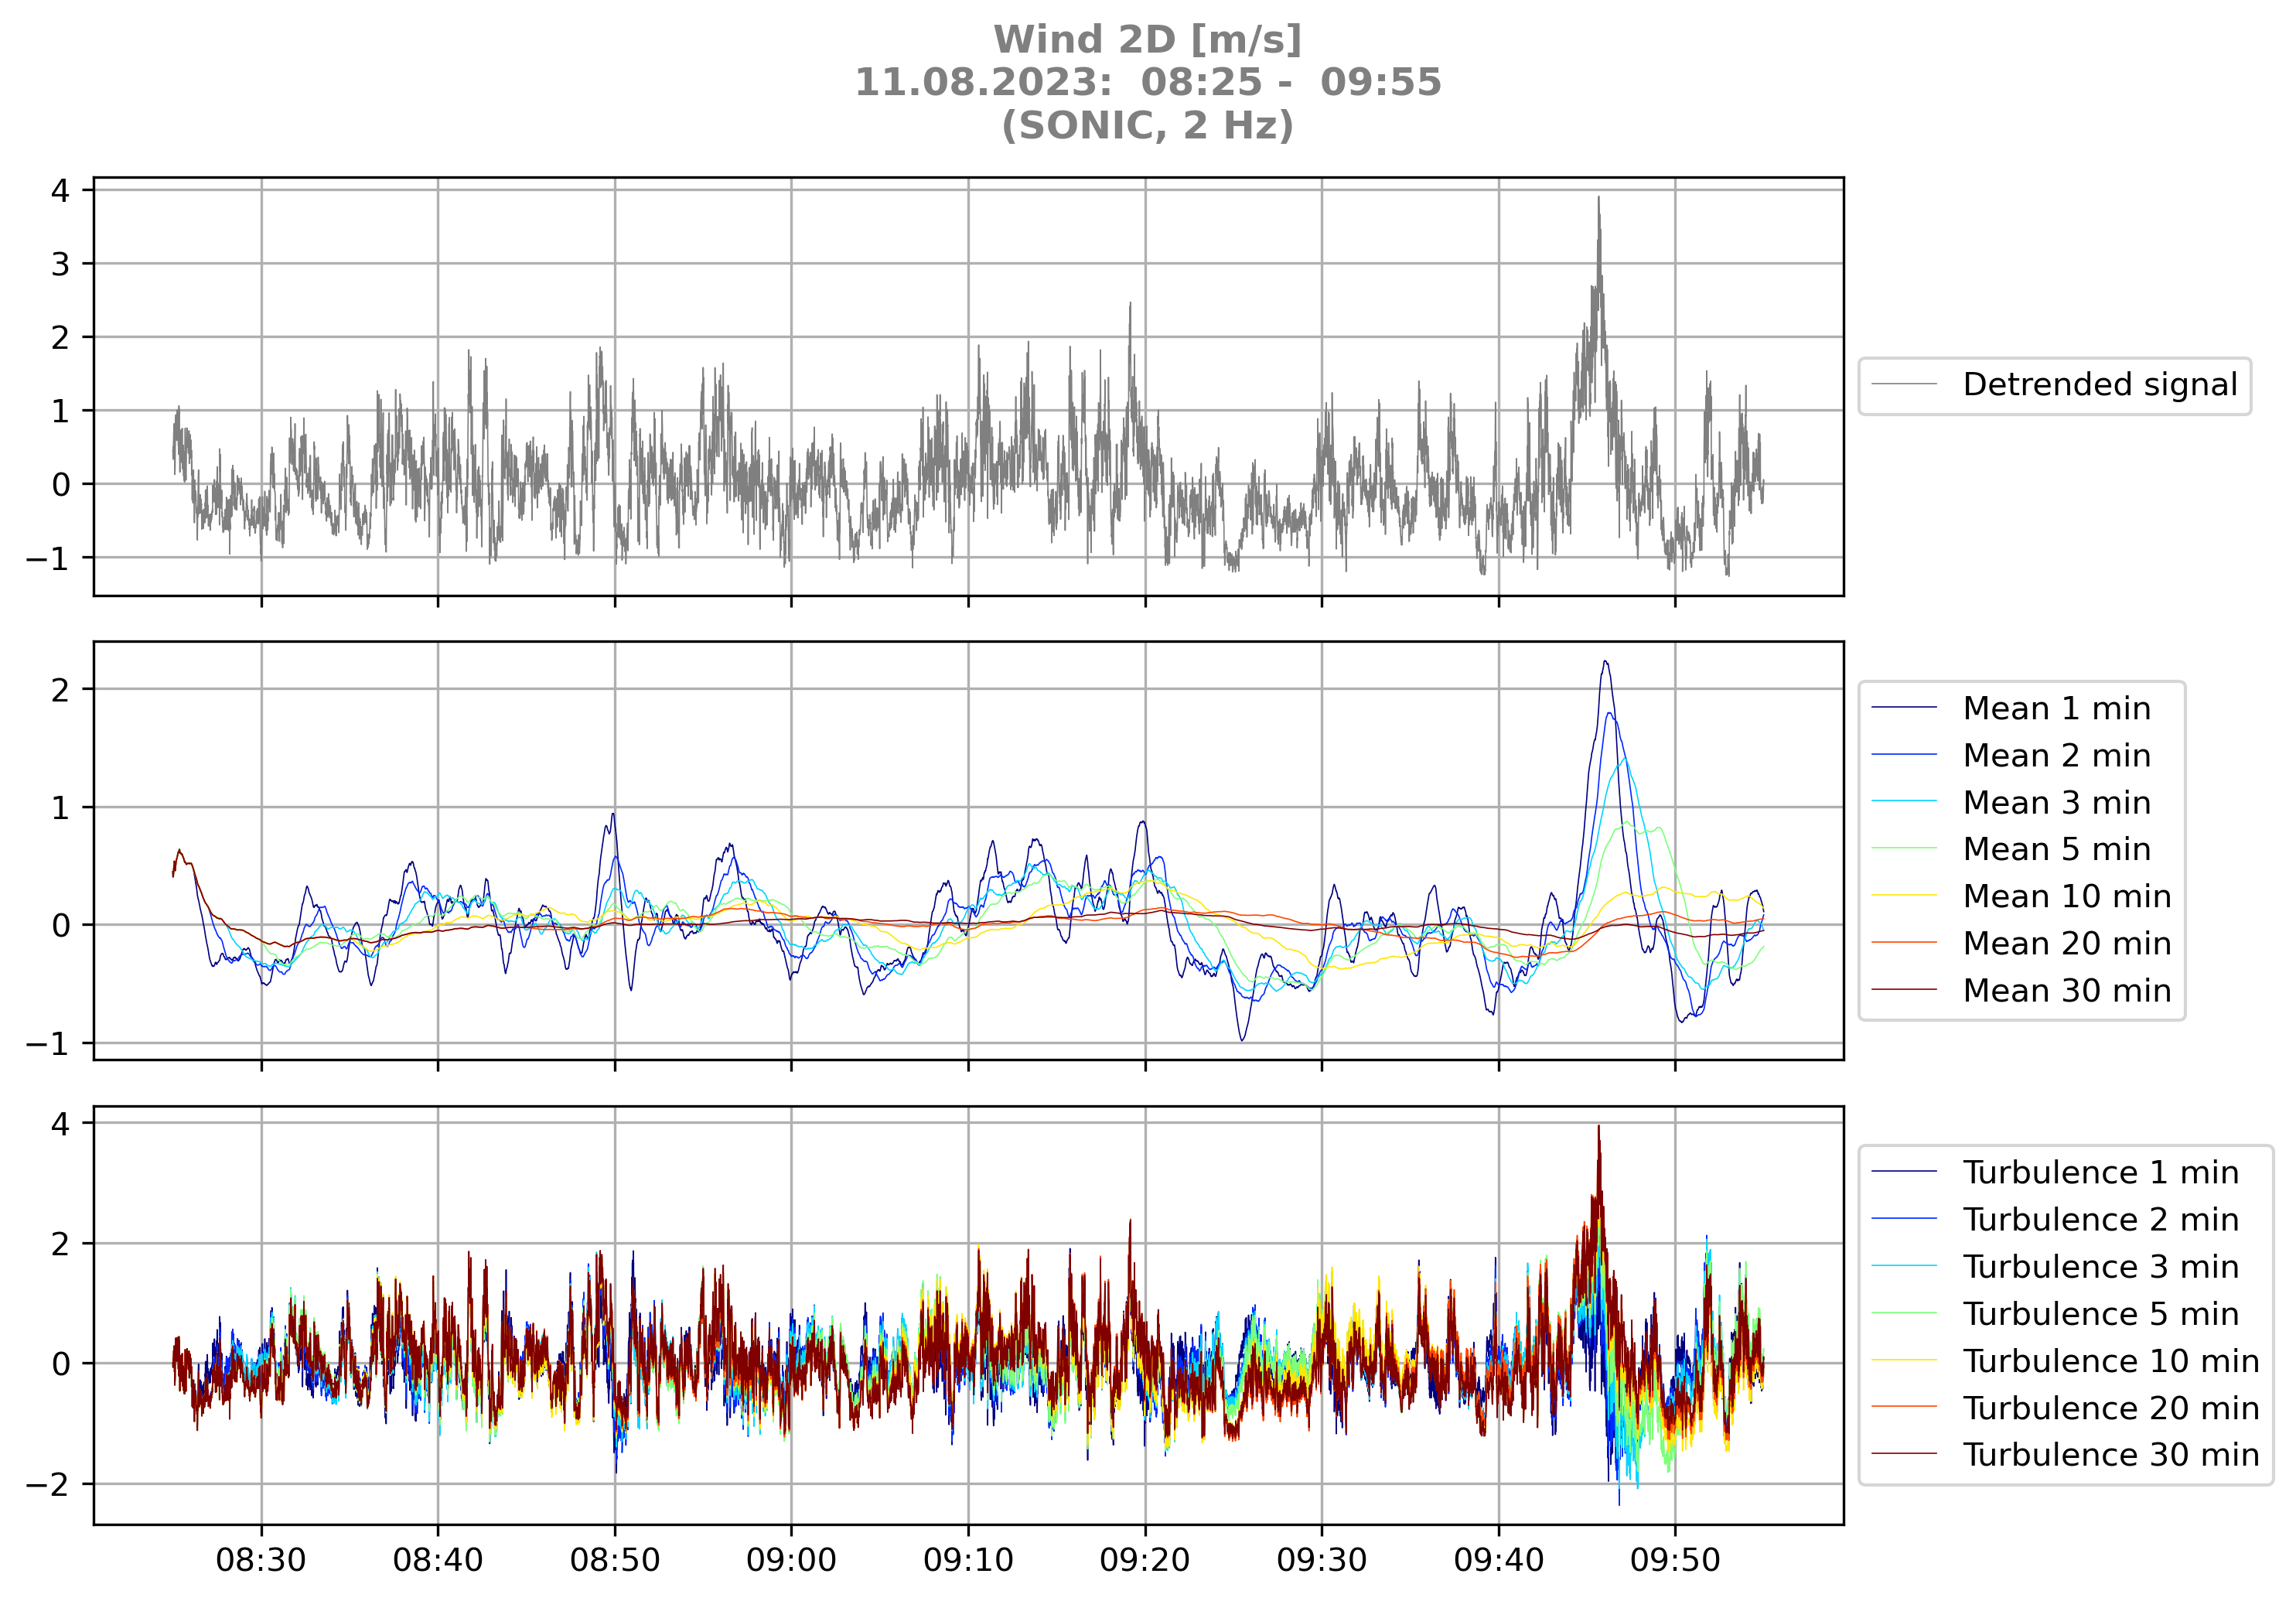 Wind 2D [m/s]
11.08.2023:  08:25 -  09:55
(SONIC, 2 Hz)
4
3
2
1
0
−1
Detrended signal
2
1
0
−1
Mean 1 min
Mean 2 min
Mean 3 min
Mean 5 min
Mean 10 min
Mean 20 min
Mean 30 min
4
2
0
−2
Turbulence 1 min
Turbulence 2 min
Turbulence 3 min
Turbulence 5 min
Turbulence 10 min
Turbulence 20 min
Turbulence 30 min
08:30 08:40 08:50 09:00 09:10 09:20 09:30 09:40 09:50